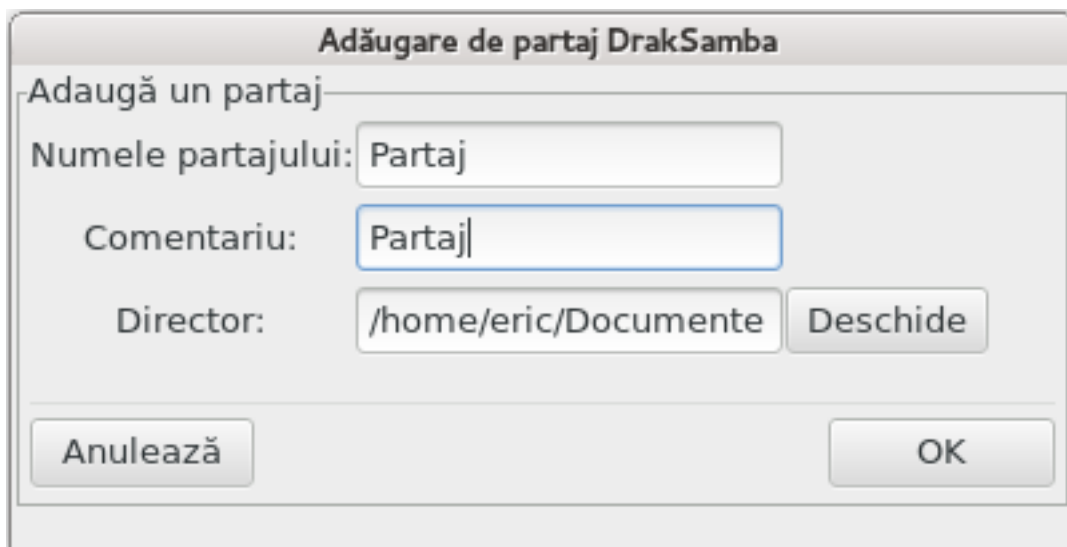 Adăugare de partaj DrakSamba
Adaugă un partaj
Numele partajului: Partaj
Comentariu: Partaj
Director: /home/eric/Documente Deschide
Anulează OK